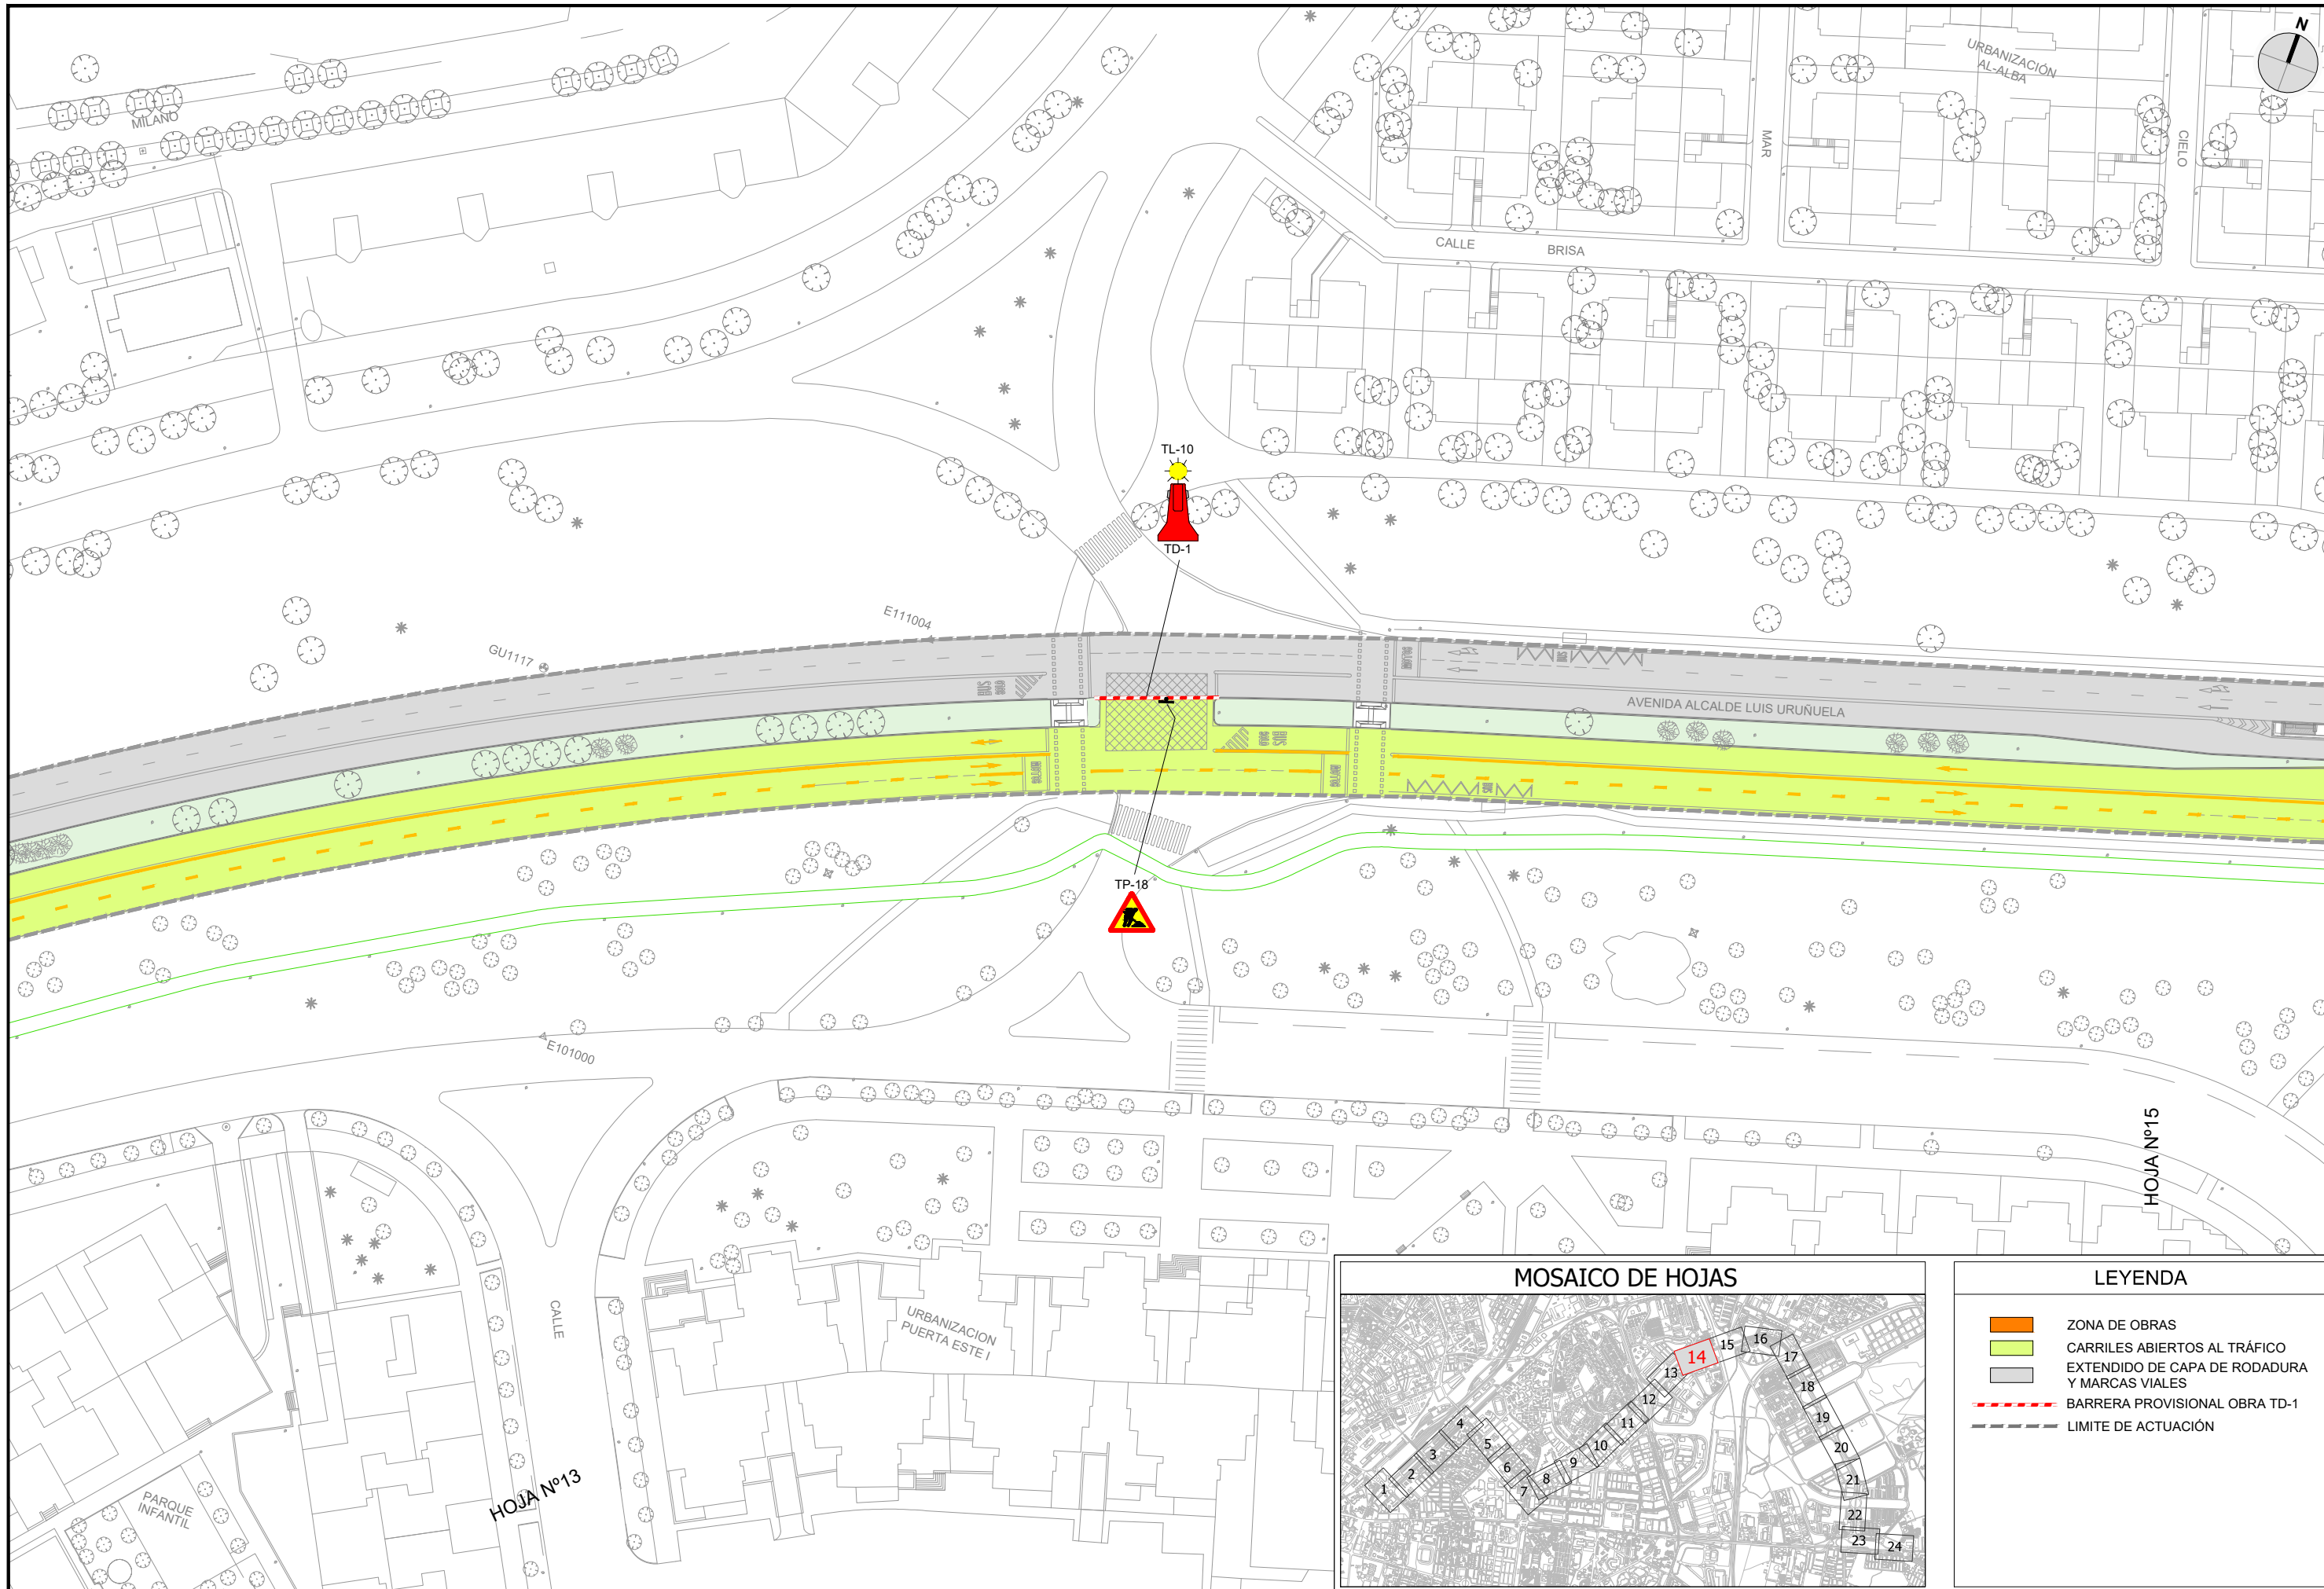 N
URBANIZACIÓN
AL-ALBA
MILANO
MAR
CIELO
CALLE
BRISA
TL-10
TD-1
E111004
GU1117
BUS
BUS
AVENIDA ALCALDE LUIS URUÑUELA
BUS
BUS
TP-18
E101000
HOJA Nº15
CALLE
URBANIZACION
PUERTA ESTE I
HOJA Nº13
PARQUE
INFANTIL
MOSAICO DE HOJAS
1
2
3
4
5
6
7
8
9
10
11
12
13
14
15
16
17
18
19
20
21
22
23
24
LEYENDA
ZONA DE OBRAS
CARRILES ABIERTOS AL TRÁFICO
EXTENDIDO DE CAPA DE RODADURA
Y MARCAS VIALES
BARRERA PROVISIONAL OBRA TD-1
LIMITE DE ACTUACIÓN